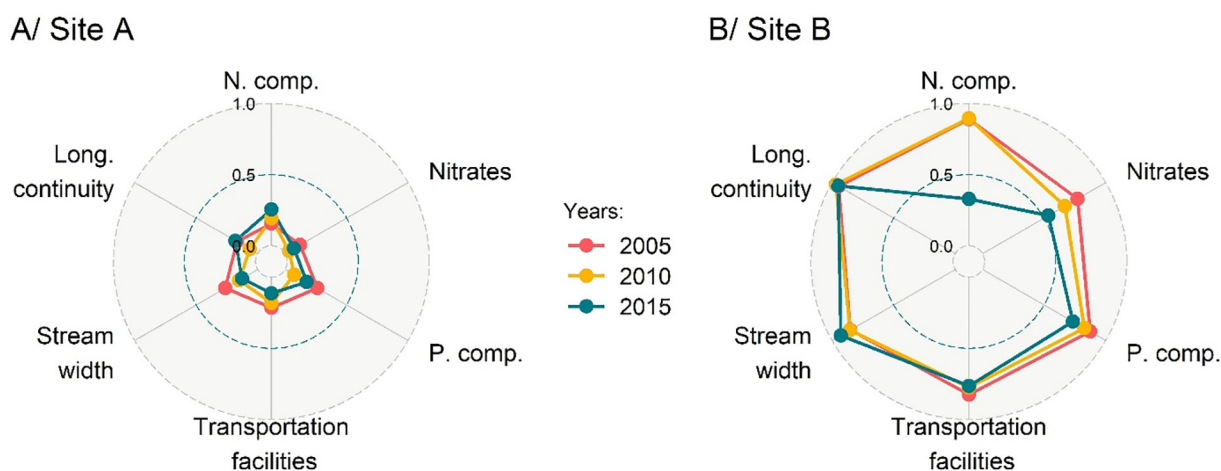 A/ Site A
N. comp.
1.0
Long.
continuity
Nitrates
0.5
0.0
Stream
width
P. comp.
Transportation
facilities
Years:
2005
2010
2015
B/ Site B
N. comp.
1.0
Long.
continuity
Nitrates
0.5
0.0
Stream
width
P. comp.
Transportation
facilities